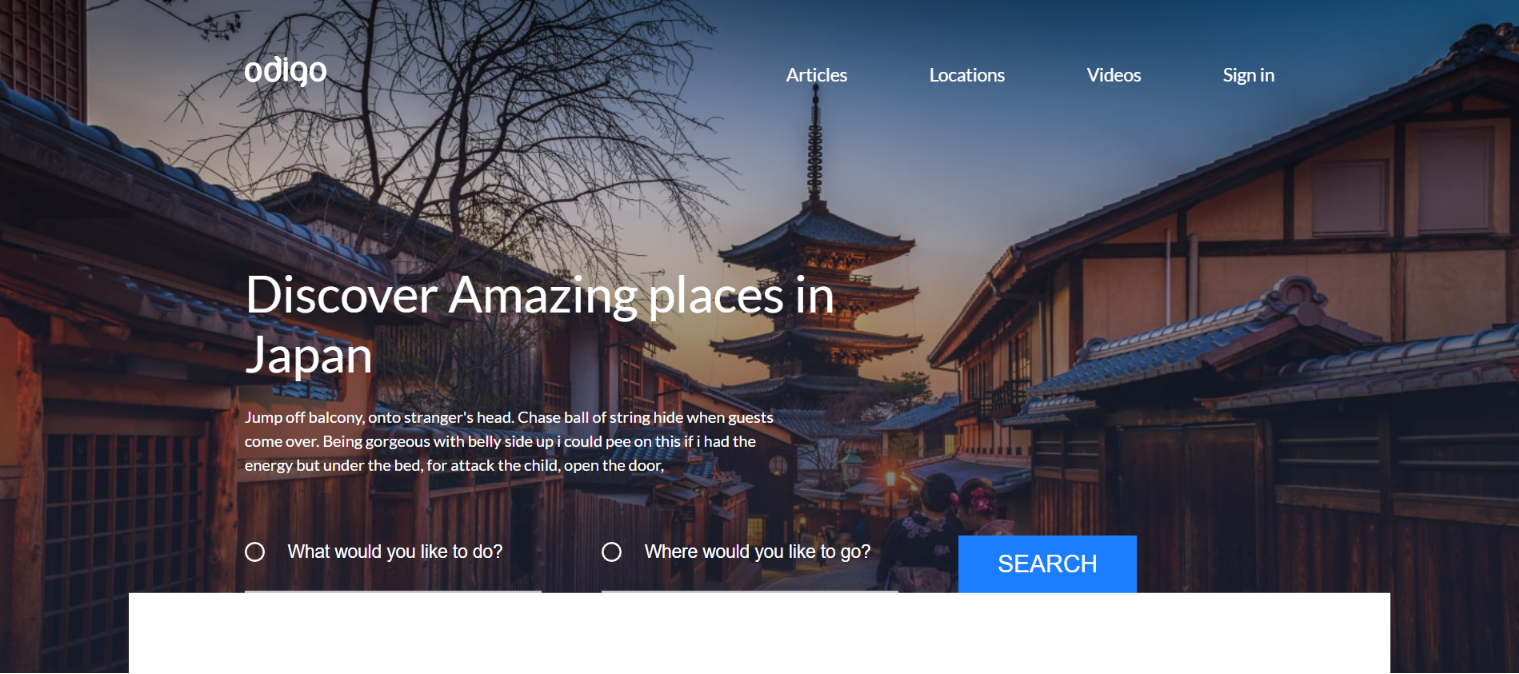 odigo
Articles
Locations
Videos
Sign in
Discover Amazing places in
Japan
Jump off balcony, onto stranger's head. Chase ball of string hide when guests
come over. Being gorgeous with belly side up i could pee on this if i had the
energy but under the bed, for attack the child, open the door,
What would you like to do?
Where would you like to go?
SEARCH